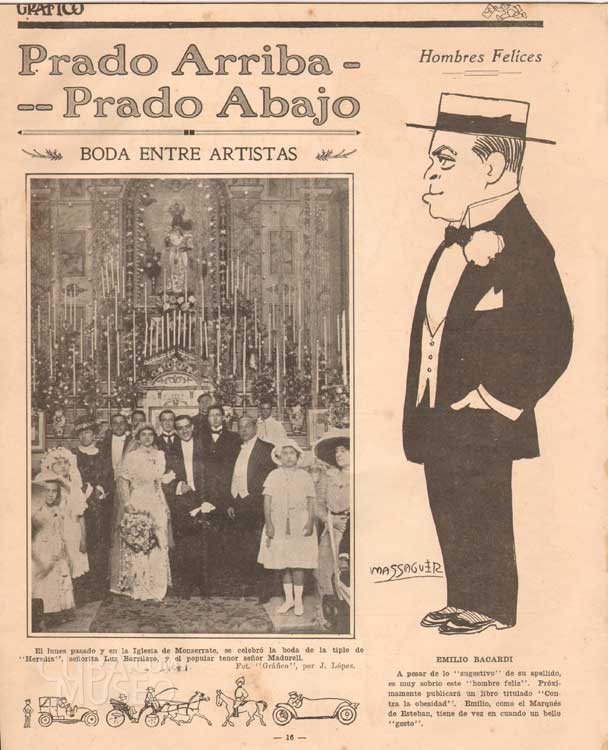 GRAFICO
Prado Arriba -
-- Prado Abajo
BODA ENTRE ARTISTAS
El lunes pasado y en la Iglesia de Monserrate, se celebró la boda de la tiple de
"Hernáin", señorita Luz Barrilaro, y el popular tenor señor Madurell.
Fot. "Gráfico", por J. López.
Hombres Felices
MASSAGUER
EMILIO BACARDI
A pesar de lo "sugestivo" de su apellido,
es muy sobrio este "hombre feliz". Próxi-
mamente publicará un libro titulado "Con-
tra la obesidad". Emilio, como el Marqués
de Esteban, tiene de vez en cuando un bello
"gesto".
— 16 —